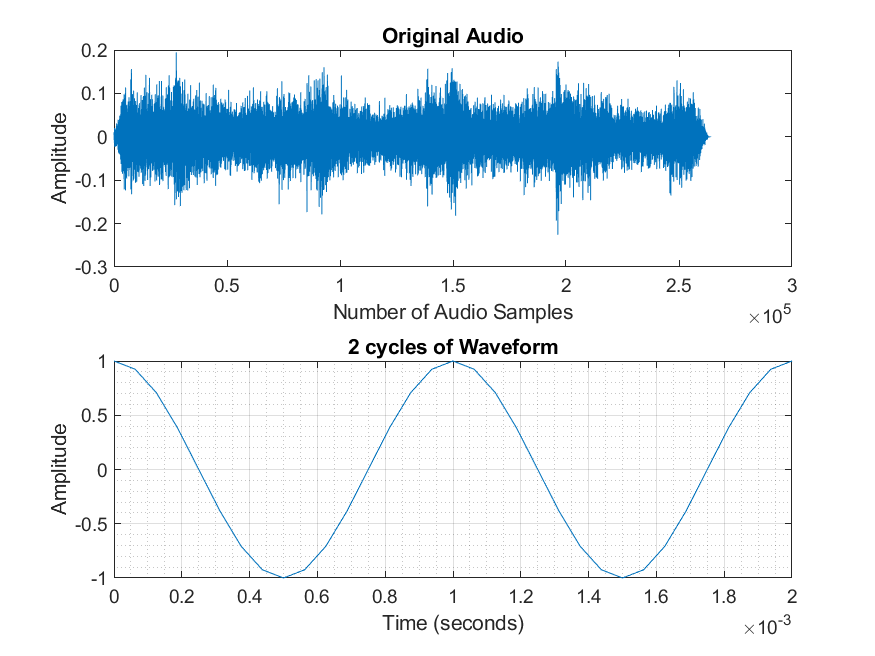 Original Audio
0.2
0.1
0
-0.1
-0.2
-0.3
Amplitude
0 0.5 1 1.5 2 2.5 3
Number of Audio Samples
×10^5
2 cycles of Waveform
1
0.5
0
-0.5
-1
Amplitude
0 0.2 0.4 0.6 0.8 1 1.2 1.4 1.6 1.8 2
Time (seconds)
×10^-3